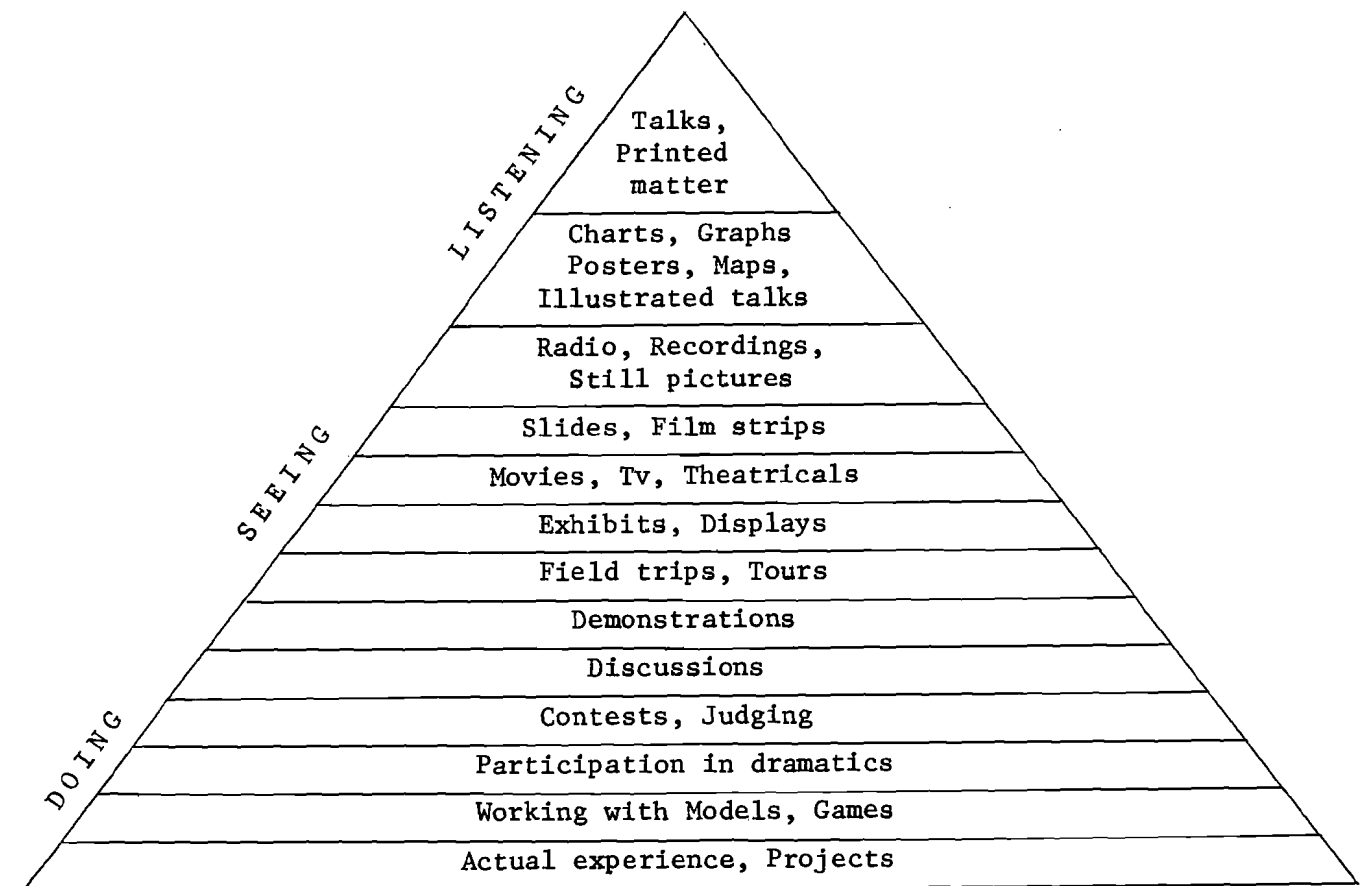 LISTENING
Talks,
Printed
matter
Charts, Graphs
Posters, Maps,
Illustrated talks
Radio, Recordings,
Still pictures
SEEING
Slides, Film strips
Movies, Tv, Theatricals
Exhibits, Displays
Field trips, Tours
Demonstrations
Discussions
DOING
Contests, Judging
Participation in dramatics
Working with Models, Games
Actual experience, Projects